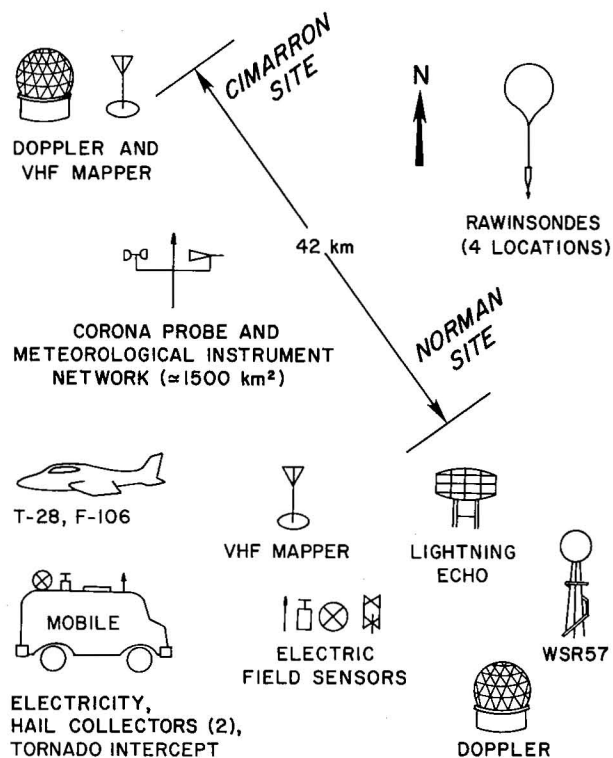 CIMARRON
SITE
N
DOPPLER AND
VHF MAPPER
RAWINSONDES
(4 LOCATIONS)
42 km
NORMAN
SITE
CORONA PROBE AND
METEOROLOGICAL INSTRUMENT
NETWORK (≃1500 km²)
T-28, F-106
VHF MAPPER
LIGHTNING
ECHO
MOBILE
ELECTRIC
FIELD SENSORS
WSR57
ELECTRICITY,
HAIL COLLECTORS (2),
TORNADO INTERCEPT
DOPPLER